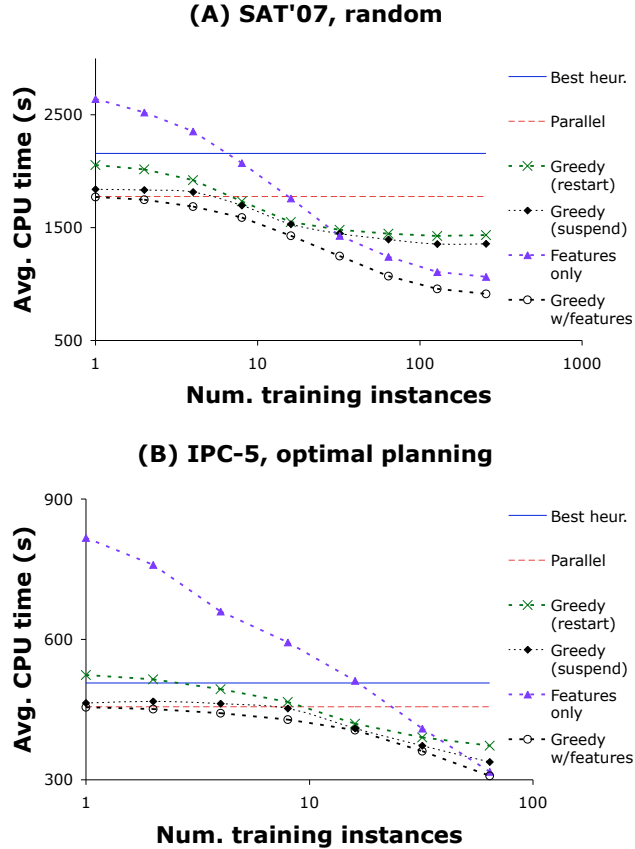 (A) SAT'07, random
Avg. CPU time (s)
2500
1500
500
1
10
100
1000
Num. training instances
Best heur.
Parallel
Greedy
(restart)
Greedy
(suspend)
Features
only
Greedy
w/features
(B) IPC-5, optimal planning
Avg. CPU time (s)
900
600
300
1
10
100
Num. training instances
Best heur.
Parallel
Greedy
(restart)
Greedy
(suspend)
Features
only
Greedy
w/features